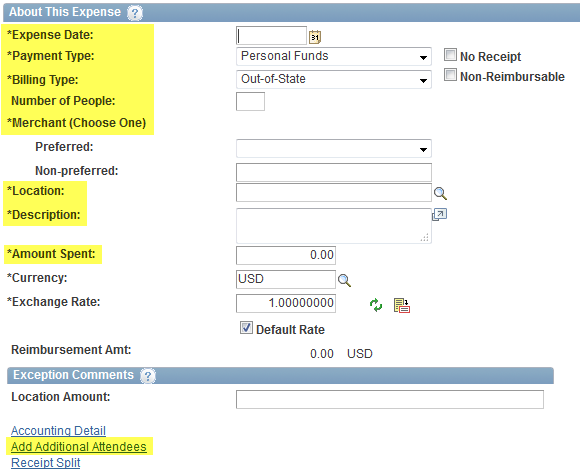 About This Expense ?
*Expense Date: 31
*Payment Type: Personal Funds No Receipt
*Billing Type: Out-of-State Non-Reimbursable
Number of People:
*Merchant (Choose One)
Preferred:
Non-preferred:
*Location:
*Description:
*Amount Spent: 0.00
*Currency: USD
*Exchange Rate: 1.00000000
Default Rate
Reimbursement Amt: 0.00 USD
Exception Comments ?
Location Amount:
Accounting Detail
Add Additional Attendees
Receipt Split